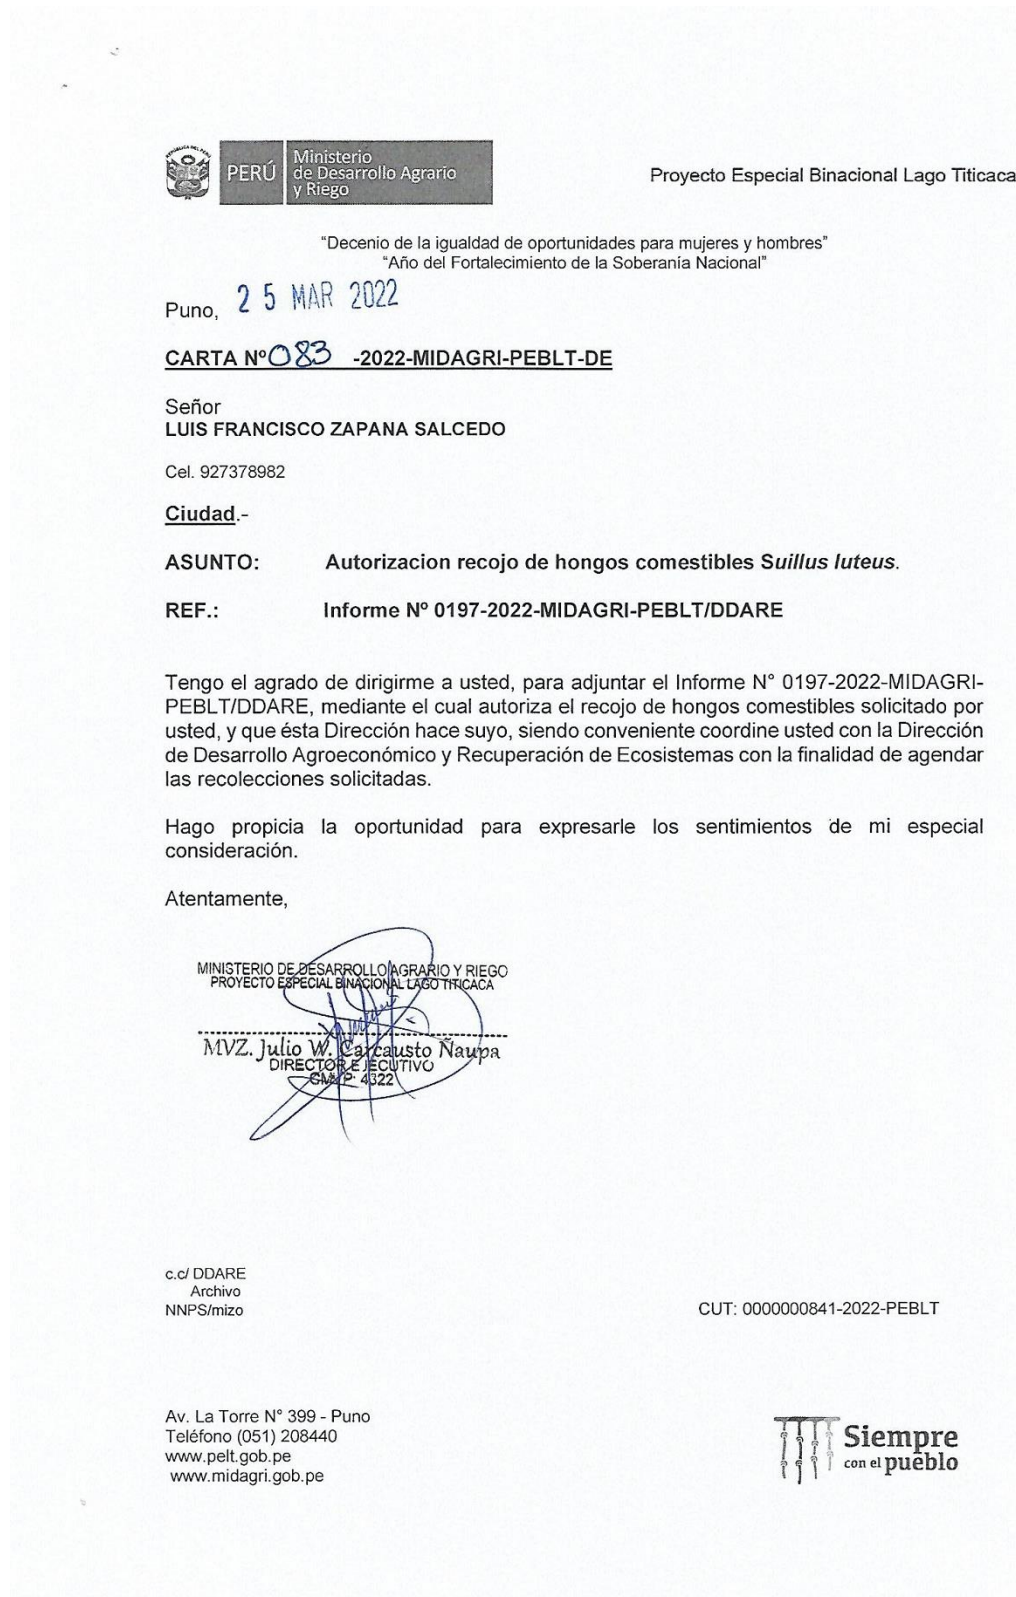 REPÚBLICA DEL PERÚ
PERÚ
Ministerio
de Desarrollo Agrario
y Riego
Proyecto Especial Binacional Lago Titicaca
“Decenio de la igualdad de oportunidades para mujeres y hombres”
“Año del Fortalecimiento de la Soberanía Nacional”
Puno, 25 MAR 2022
CARTA Nº 083 -2022-MIDAGRI-PEBLT-DE
Señor
LUIS FRANCISCO ZAPANA SALCEDO
Cel. 927378982
Ciudad.-
ASUNTO: Autorizacion recojo de hongos comestibles Suillus luteus.
REF.: Informe Nº 0197-2022-MIDAGRI-PEBLT/DDARE
Tengo el agrado de dirigirme a usted, para adjuntar el Informe N° 0197-2022-MIDAGRI-
PEBLT/DDARE, mediante el cual autoriza el recojo de hongos comestibles solicitado por
usted, y que ésta Dirección hace suyo, siendo conveniente coordine usted con la Dirección
de Desarrollo Agroeconómico y Recuperación de Ecosistemas con la finalidad de agendar
las recolecciones solicitadas.
Hago propicia la oportunidad para expresarle los sentimientos de mi especial
consideración.
Atentamente,
MINISTERIO DE DESARROLLO AGRARIO Y RIEGO
PROYECTO ESPECIAL BINACIONAL LAGO TITICACA
MVZ. Julio W. Carcausto Ñaupa
DIRECTOR EJECUTIVO
4322
c.c/ DDARE
Archivo
NNPS/mizo
CUT: 0000000841-2022-PEBLT
Av. La Torre N° 399 - Puno
Teléfono (051) 208440
www.pelt.gob.pe
www.midagri.gob.pe
Siempre
con el pueblo